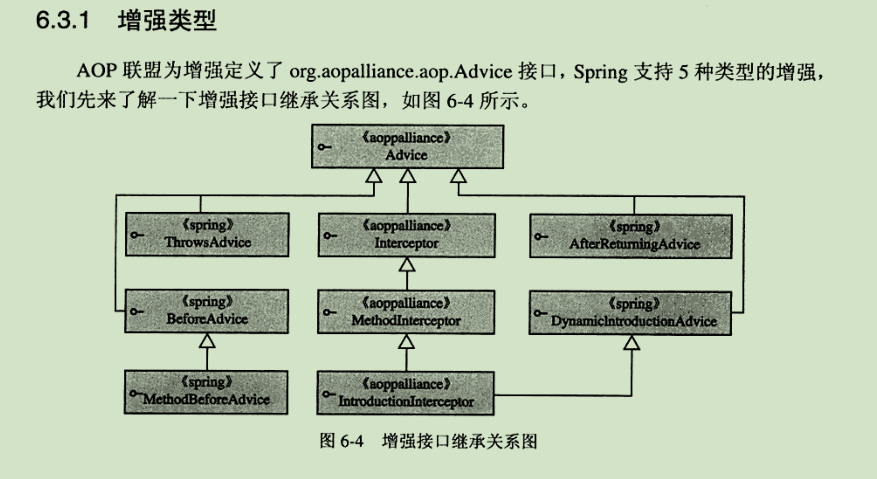 6.3.1 增强类型
AOP 联盟为增强定义了 org.aopalliance.aop.Advice 接口，Spring 支持 5 种类型的增强，
我们先来了解一下增强接口继承关系图，如图 6-4 所示。
《aoppalliance》
Advice
《spring》
ThrowsAdvice
《aoppalliance》
Interceptor
《spring》
AfterReturningAdvice
《spring》
BeforeAdvice
《aoppalliance》
MethodInterceptor
《spring》
DynamicIntroductionAdvice
《spring》
MethodBeforeAdvice
《aoppalliance》
IntroductionInterceptor
图 6-4 增强接口继承关系图